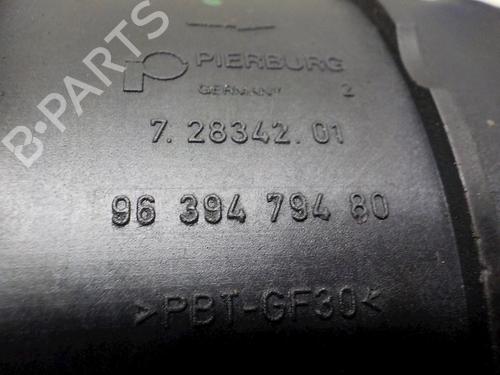 PIERBURG
GERMANY 2
7.28342.01
96 394 794 80
>PBT-GF30<
B-PARTS